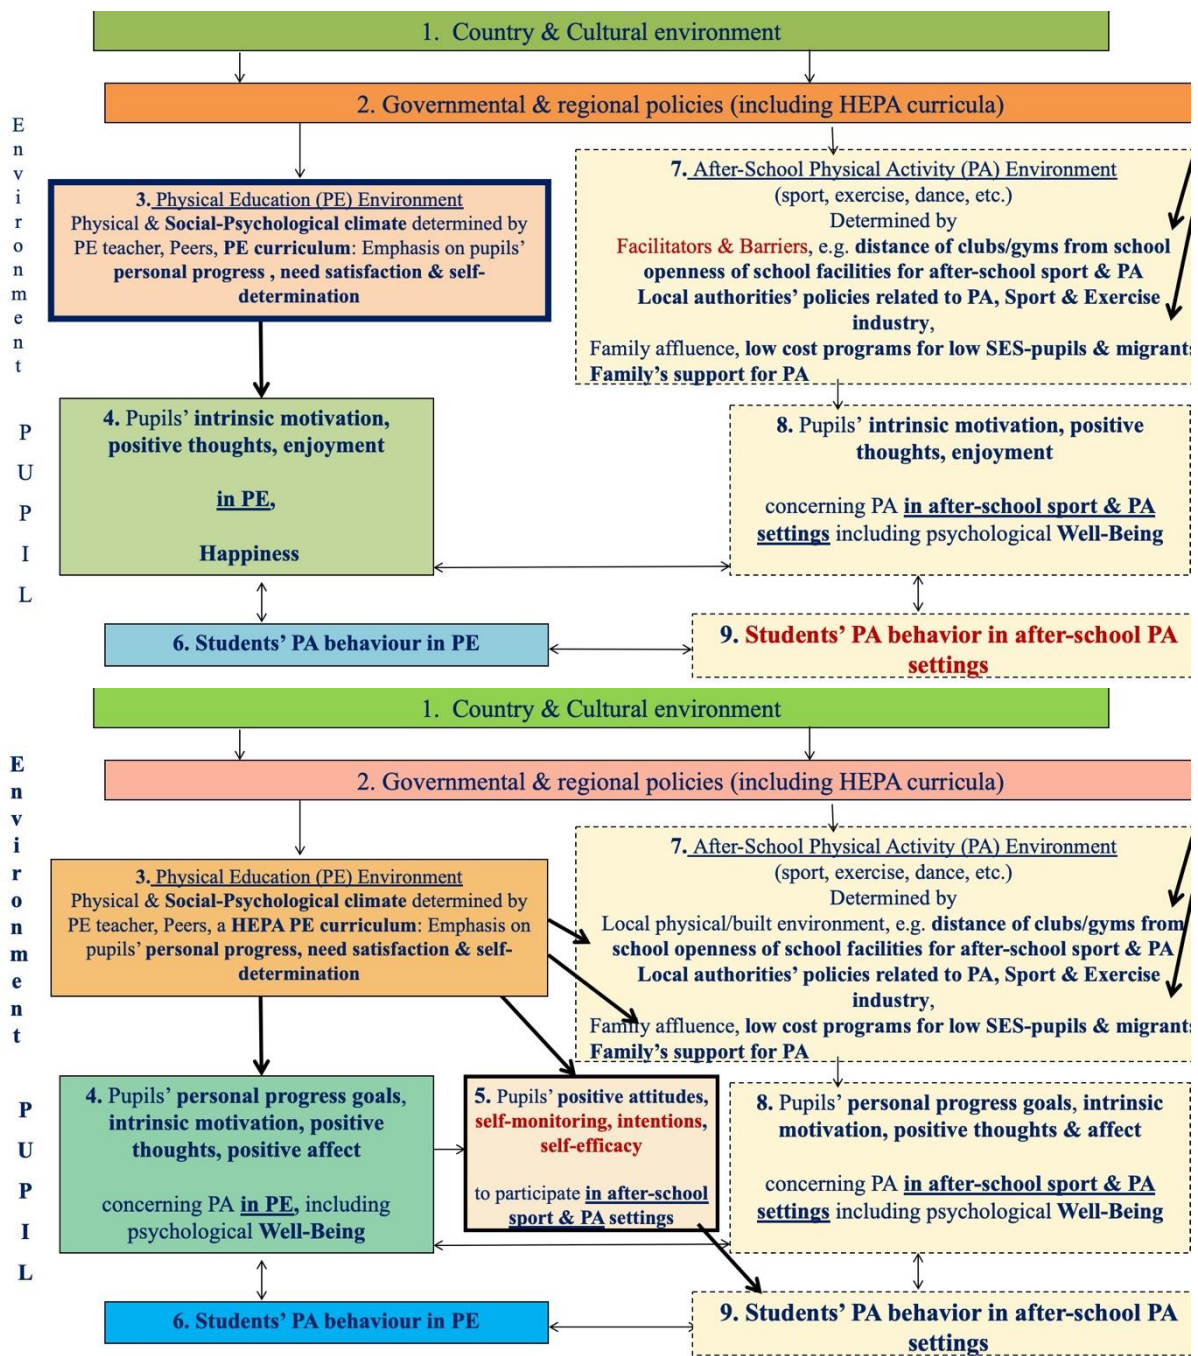 1. Country & Cultural environment
2. Governmental & regional policies (including HEPA curricula)
Environment
3. Physical Education (PE) Environment
Physical & Social-Psychological climate determined by
PE teacher, Peers, PE curriculum: Emphasis on pupils’
personal progress , need satisfaction & self-
determination
7. After-School Physical Activity (PA) Environment
(sport, exercise, dance, etc.)
Determined by
Facilitators & Barriers, e.g. distance of clubs/gyms from school
openness of school facilities for after-school sport & PA
Local authorities’ policies related to PA, Sport & Exercise
industry,
Family affluence, low cost programs for low SES-pupils & migrants
Family’s support for PA
PUPIL
4. Pupils’ intrinsic motivation,
positive thoughts, enjoyment
in PE,
Happiness
8. Pupils’ intrinsic motivation, positive
thoughts, enjoyment
concerning PA in after-school sport & PA
settings including psychological Well-Being
6. Students’ PA behaviour in PE
9. Students’ PA behavior in after-school PA
settings
1. Country & Cultural environment
2. Governmental & regional policies (including HEPA curricula)
Environment
3. Physical Education (PE) Environment
Physical & Social-Psychological climate determined by
PE teacher, Peers, a HEPA PE curriculum: Emphasis on
pupils’ personal progress, need satisfaction & self-
determination
7. After-School Physical Activity (PA) Environment
(sport, exercise, dance, etc.)
Determined by
Local physical/built environment, e.g. distance of clubs/gyms from
school openness of school facilities for after-school sport & PA
Local authorities’ policies related to PA, Sport & Exercise
industry,
Family affluence, low cost programs for low SES-pupils & migrants
Family’s support for PA
PUPIL
4. Pupils’ personal progress goals,
intrinsic motivation, positive
thoughts, positive affect
concerning PA in PE, including
psychological Well-Being
5. Pupils’ positive attitudes,
self-monitoring, intentions,
self-efficacy
to participate in after-school
sport & PA settings
8. Pupils’ personal progress goals, intrinsic
motivation, positive thoughts & affect
concerning PA in after-school sport & PA
settings including psychological Well-Being
6. Students’ PA behaviour in PE
9. Students’ PA behavior in after-school PA
settings